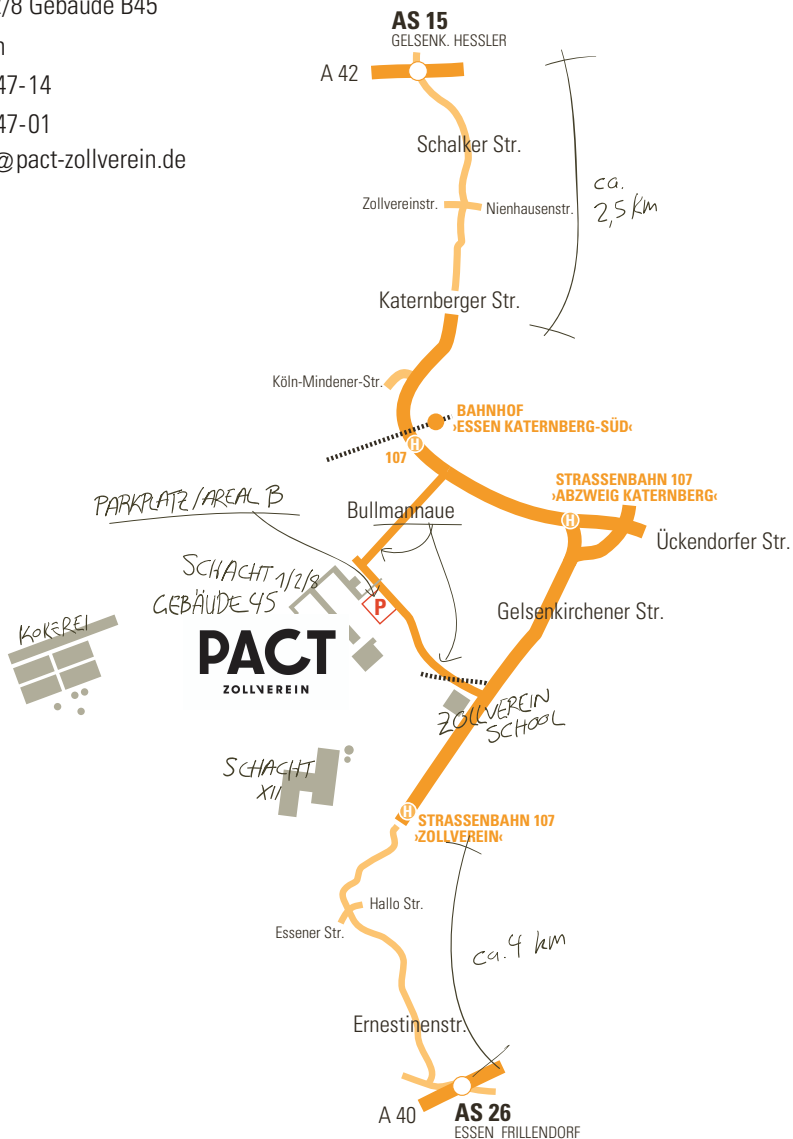 /8 Gebäude B45
47-14
47-01
@pact-zollverein.de
AS 15
GELSENK. HESSLER
A 42
Schalker Str.
ca.
2,5 km
Zollvereinstr.
Nienhausenstr.
Katernberger Str.
Köln-Mindener-Str.
BAHNHOF
›ESSEN KATERNBERG-SÜD‹
H
107
STRASSENBAHN 107
›ABZWEIG KATERNBERG‹
PARKPLATZ/AREAL B
Bullmannaue
H
Ückendorfer Str.
SCHACHT 1/2/8
GEBÄUDE 45
P
Gelsenkirchener Str.
KOKEREI
PACT
ZOLLVEREIN
ZOLLVEREIN
SCHOOL
SCHACHT
XII
H
STRASSENBAHN 107
›ZOLLVEREIN‹
Hallo Str.
Essener Str.
ca. 4 km
Ernestinenstr.
A 40
AS 26
ESSEN FRILLENDORF